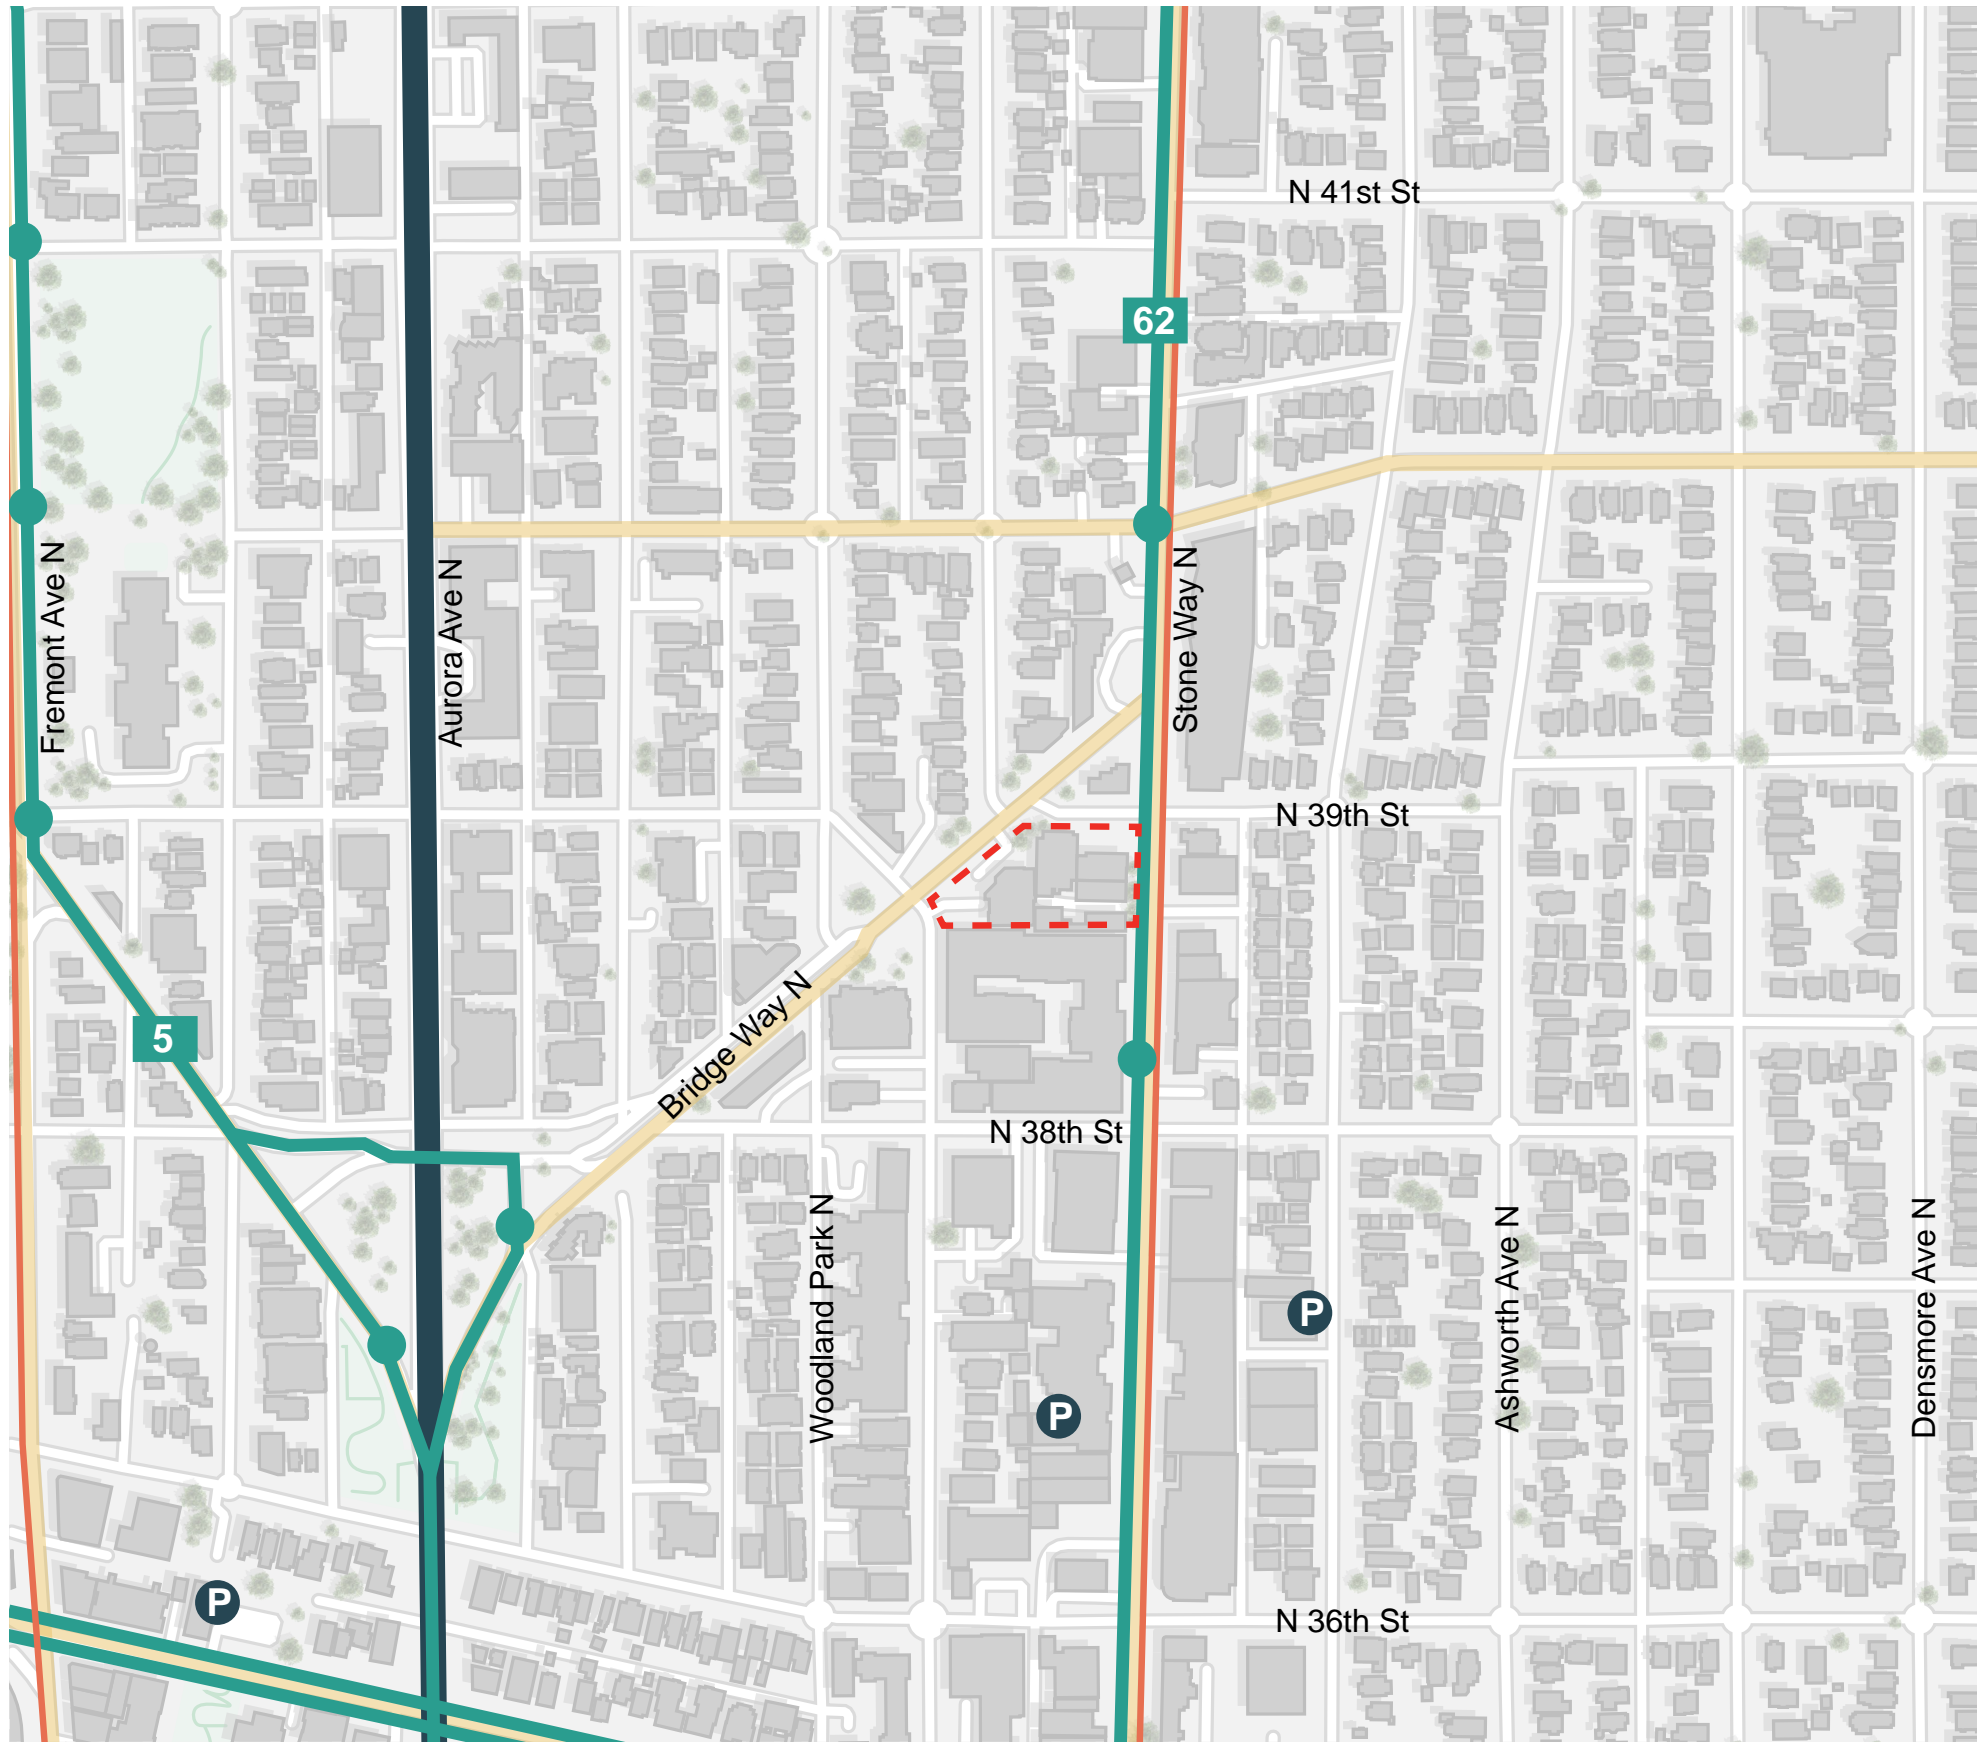 N 41st St
62
Fremont Ave N
Aurora Ave N
Stone Way N
N 39th St
5
Bridge Way N
N 38th St
Woodland Park N
Ashworth Ave N
Densmore Ave N
P
P
P
N 36th St